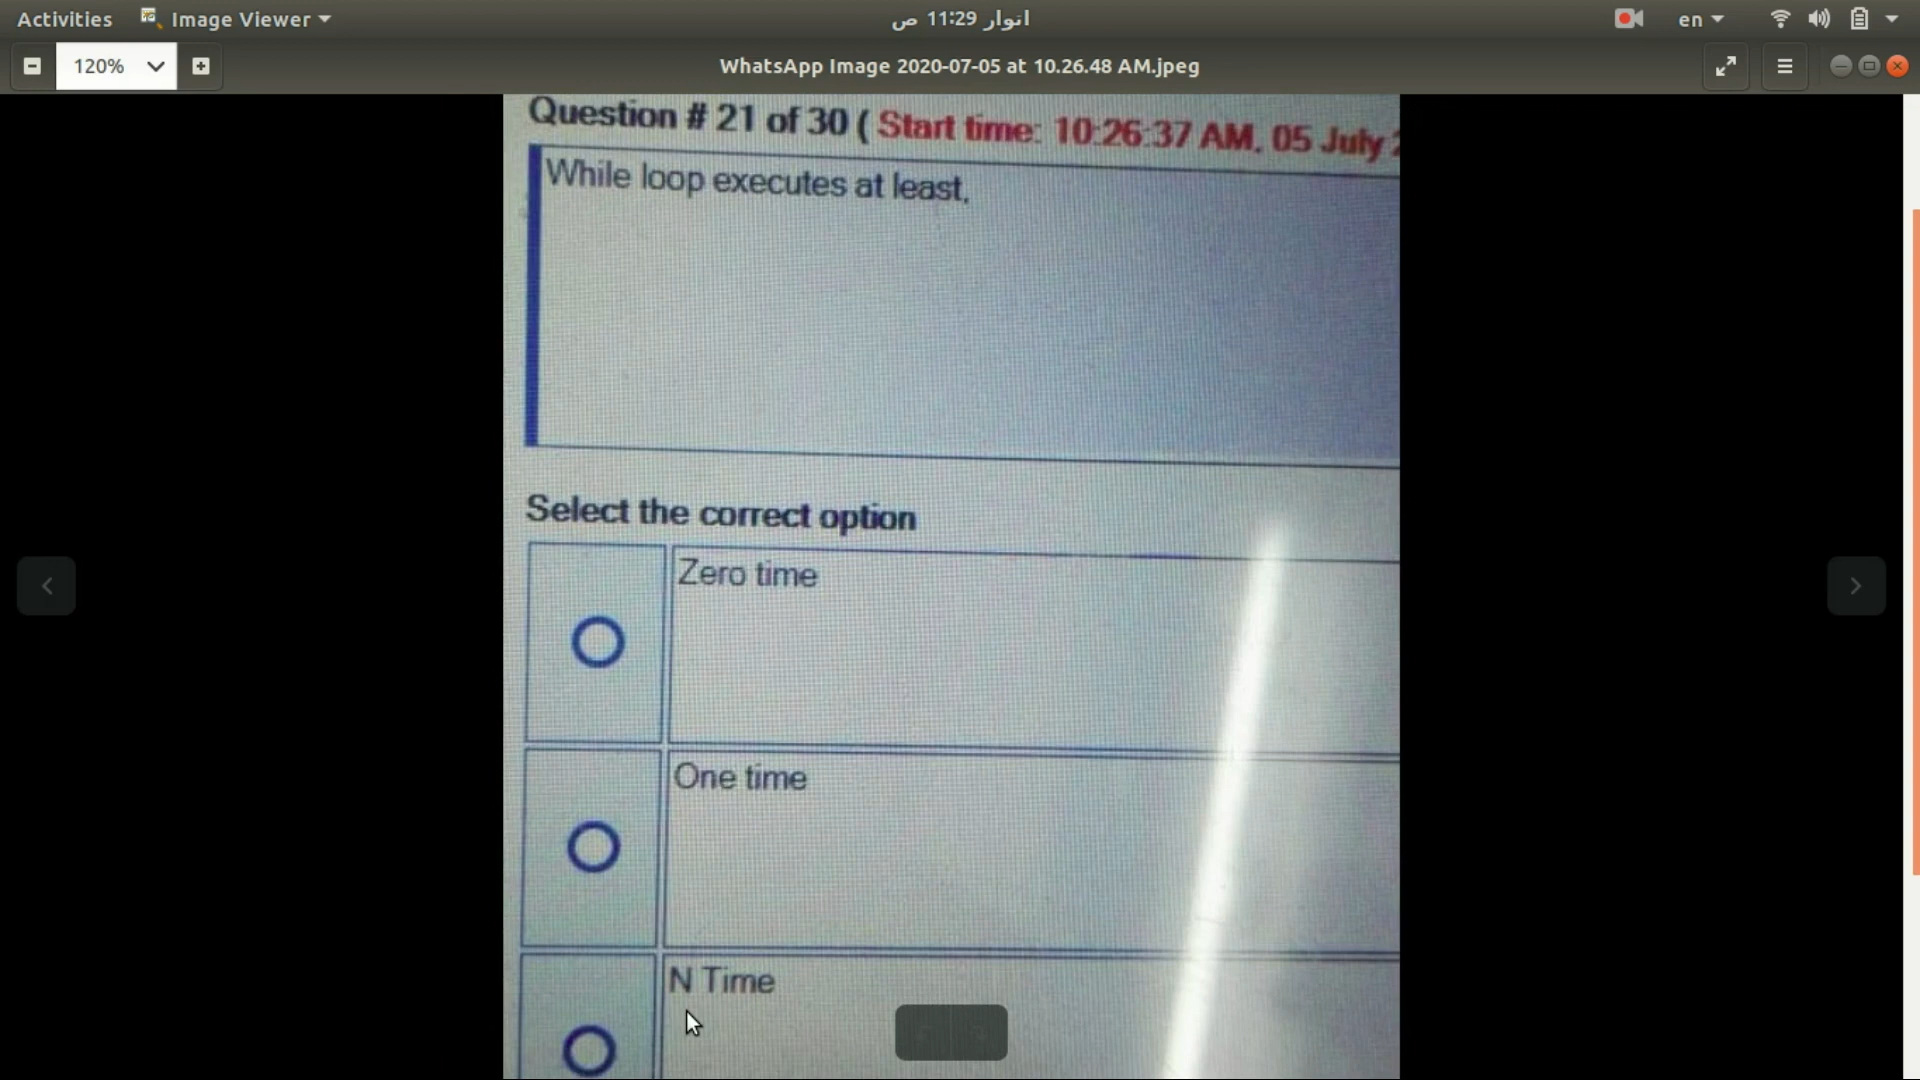 Activities
Image Viewer
اتوار 11:29 ص
en
120%
WhatsApp Image 2020-07-05 at 10.26.48 AM.jpeg
Question # 21 of 30 ( Start time: 10:26:37 AM, 05 July
While loop executes at least,
Select the correct option
Zero time
One time
N Time